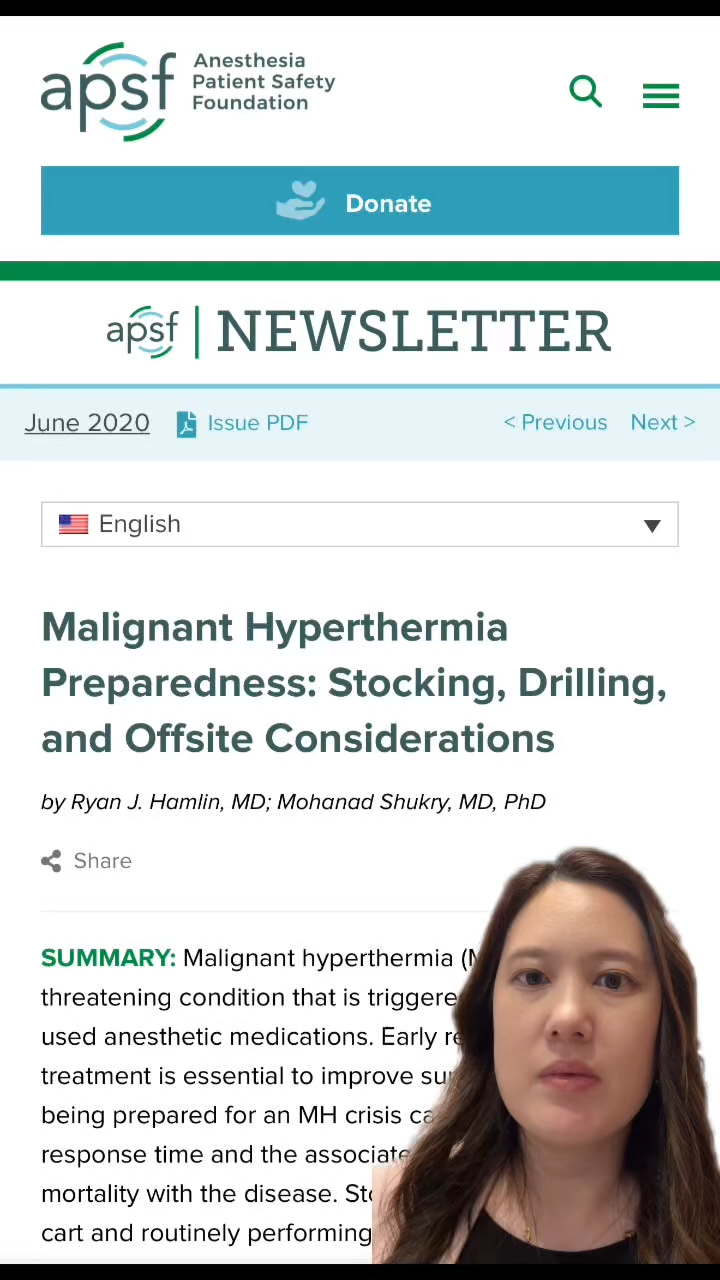 apsf
Anesthesia
Patient Safety
Foundation
Donate
apsf | NEWSLETTER
June 2020 Issue PDF < Previous Next >
English
Malignant Hyperthermia
Preparedness: Stocking, Drilling,
and Offsite Considerations
by Ryan J. Hamlin, MD; Mohanad Shukry, MD, PhD
Share
SUMMARY: Malignant hyperthermia (
threatening condition that is
used anesthetic medications. Early
treatment is essential to improve
being prepared for an MH crisis
response time and the
mortality with the disease.
cart and routinely performing